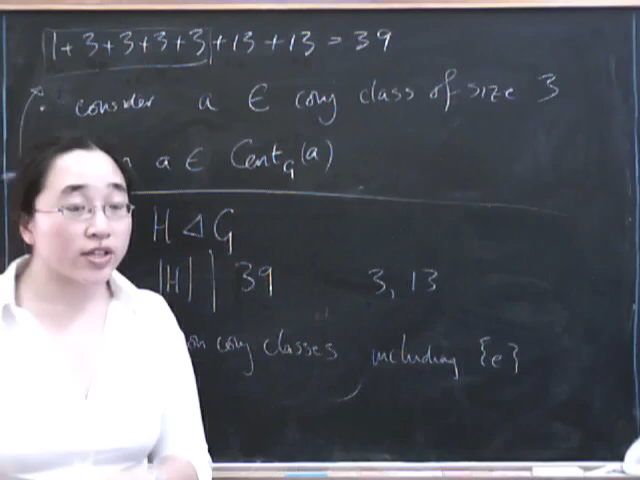 1+3+3+3+3+13+13 = 39
· consider a ∈ conj class of size 3
a ∈ Cent_G(a)
H ⊲ G
|H| | 39 3, 13
conj classes including {e}